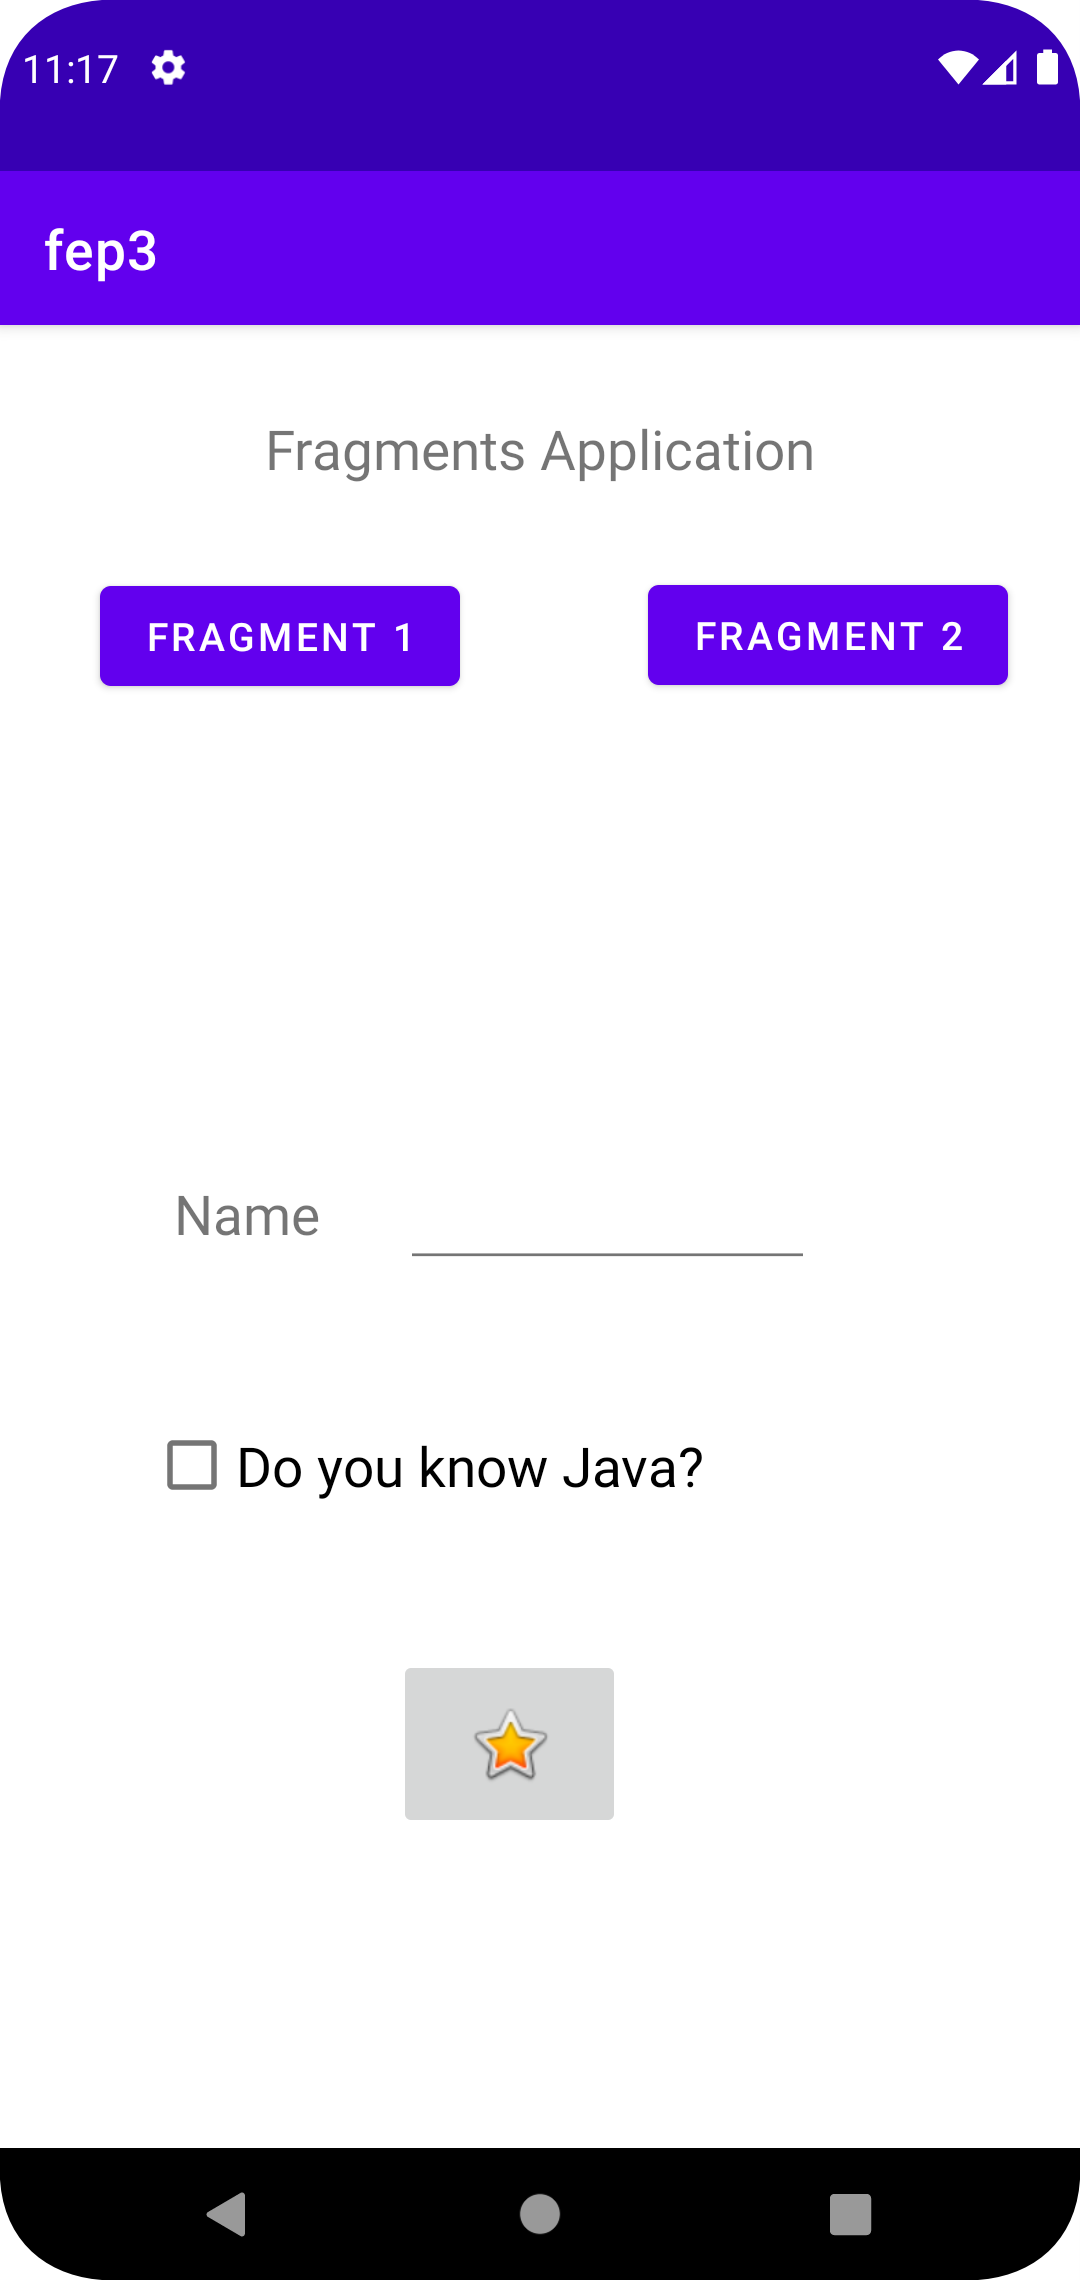 11:17
fep3
Fragments Application
FRAGMENT 1
FRAGMENT 2
Name
Do you know Java?